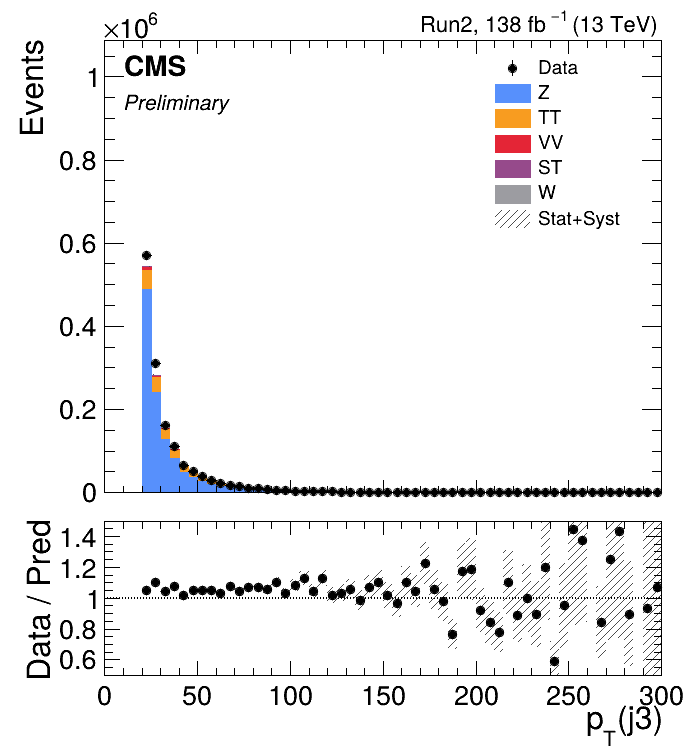 ×10⁶
Run2, 138 fb⁻¹ (13 TeV)
CMS
Preliminary
Events
Data
Z
TT
VV
ST
W
Stat+Syst
1
0.8
0.6
0.4
0.2
0
Data / Pred
1.4
1.2
1
0.8
0.6
0 50 100 150 200 250 300
p_T(j3)